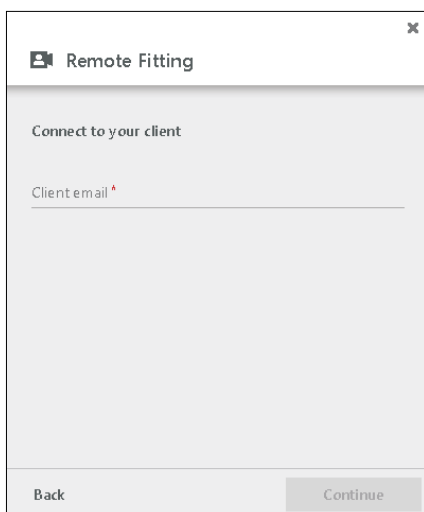 Remote Fitting
Connect to your client
Client email *
Back
Continue